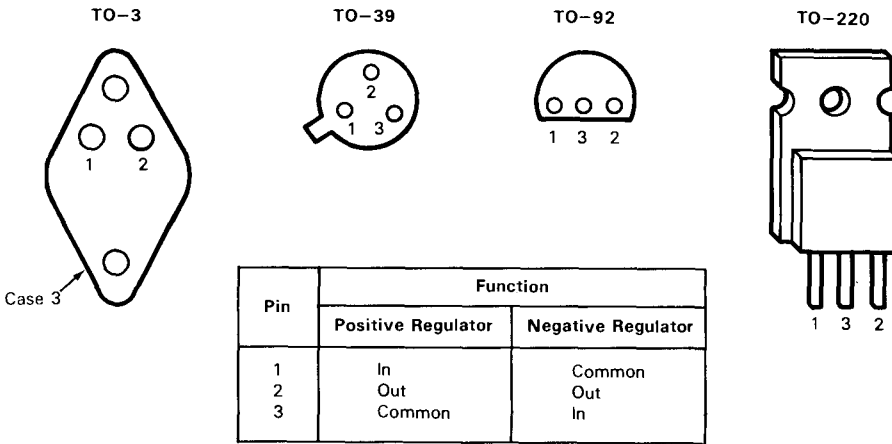 TO-3
TO-39
TO-92
TO-220
1 2
Case 3
2
1 3
1 3 2
1 3 2
Pin
Function
Positive Regulator Negative Regulator
1 In Common
2 Out Out
3 Common In